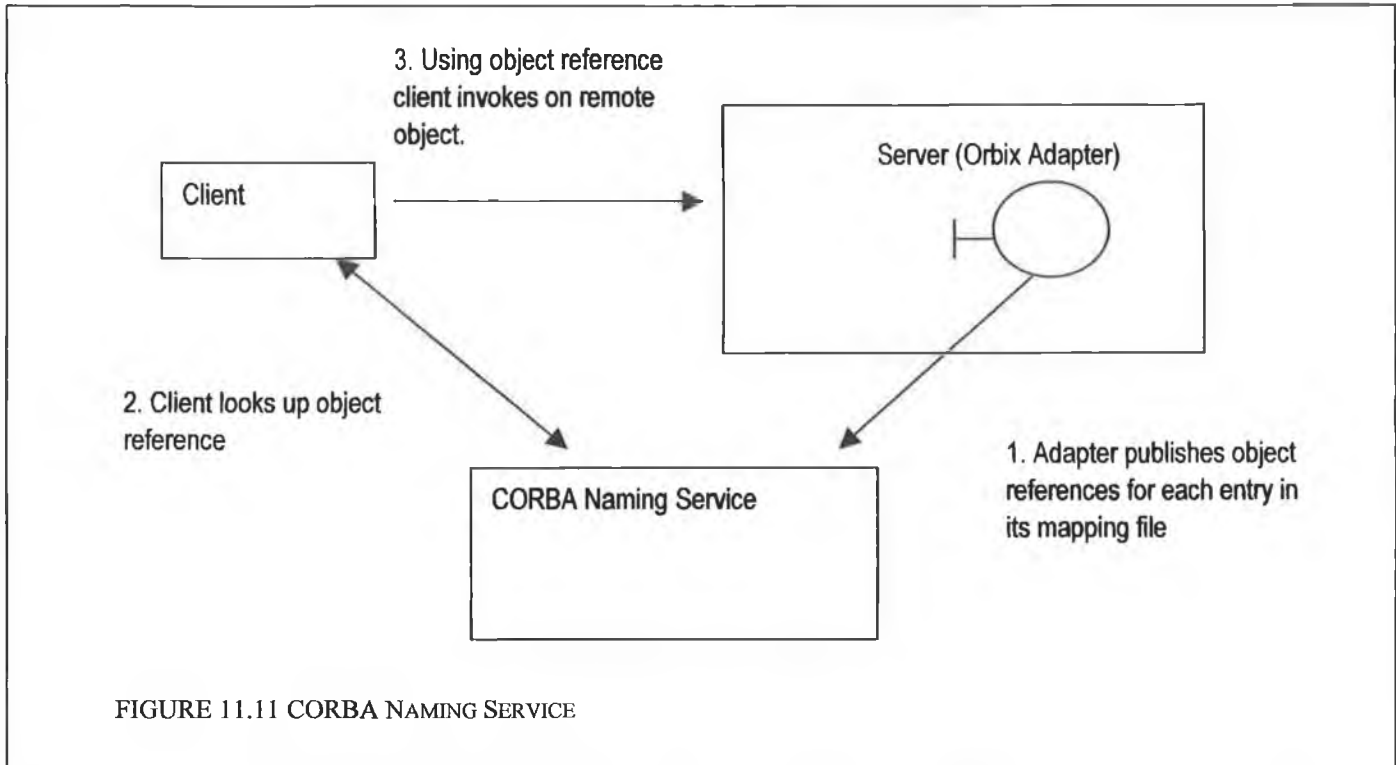 3. Using object reference
client invokes on remote
object.
Server (Orbix Adapter)
Client
2. Client looks up object
reference
1. Adapter publishes object
references for each entry in
its mapping file
CORBA Naming Service
FIGURE 11.11 CORBA NAMING SERVICE